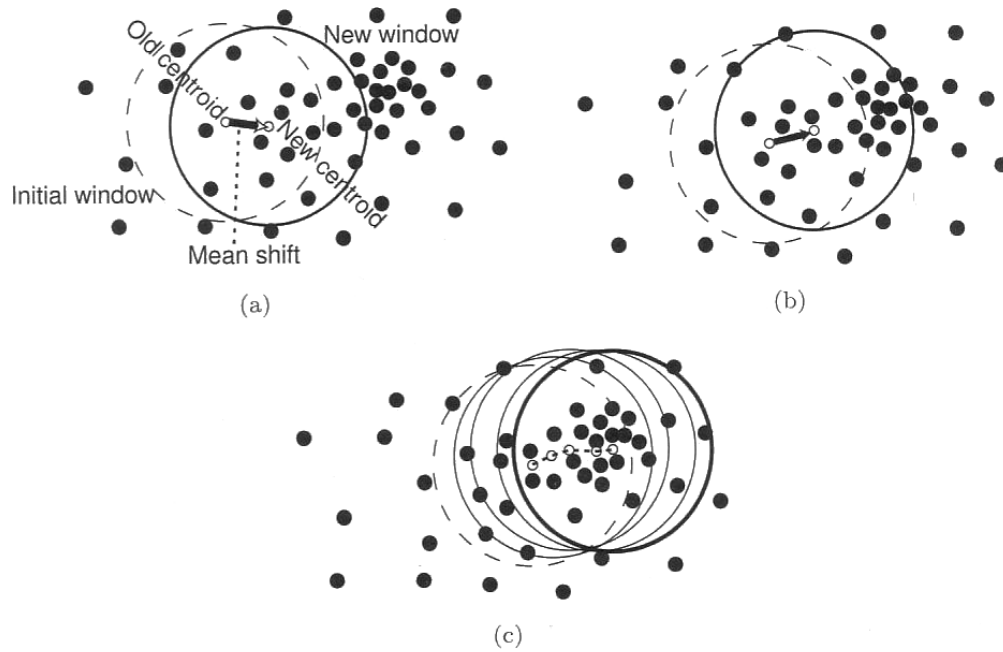 Old centroid
New window
New centroid
Initial window
Mean shift
(a)
(b)
(c)